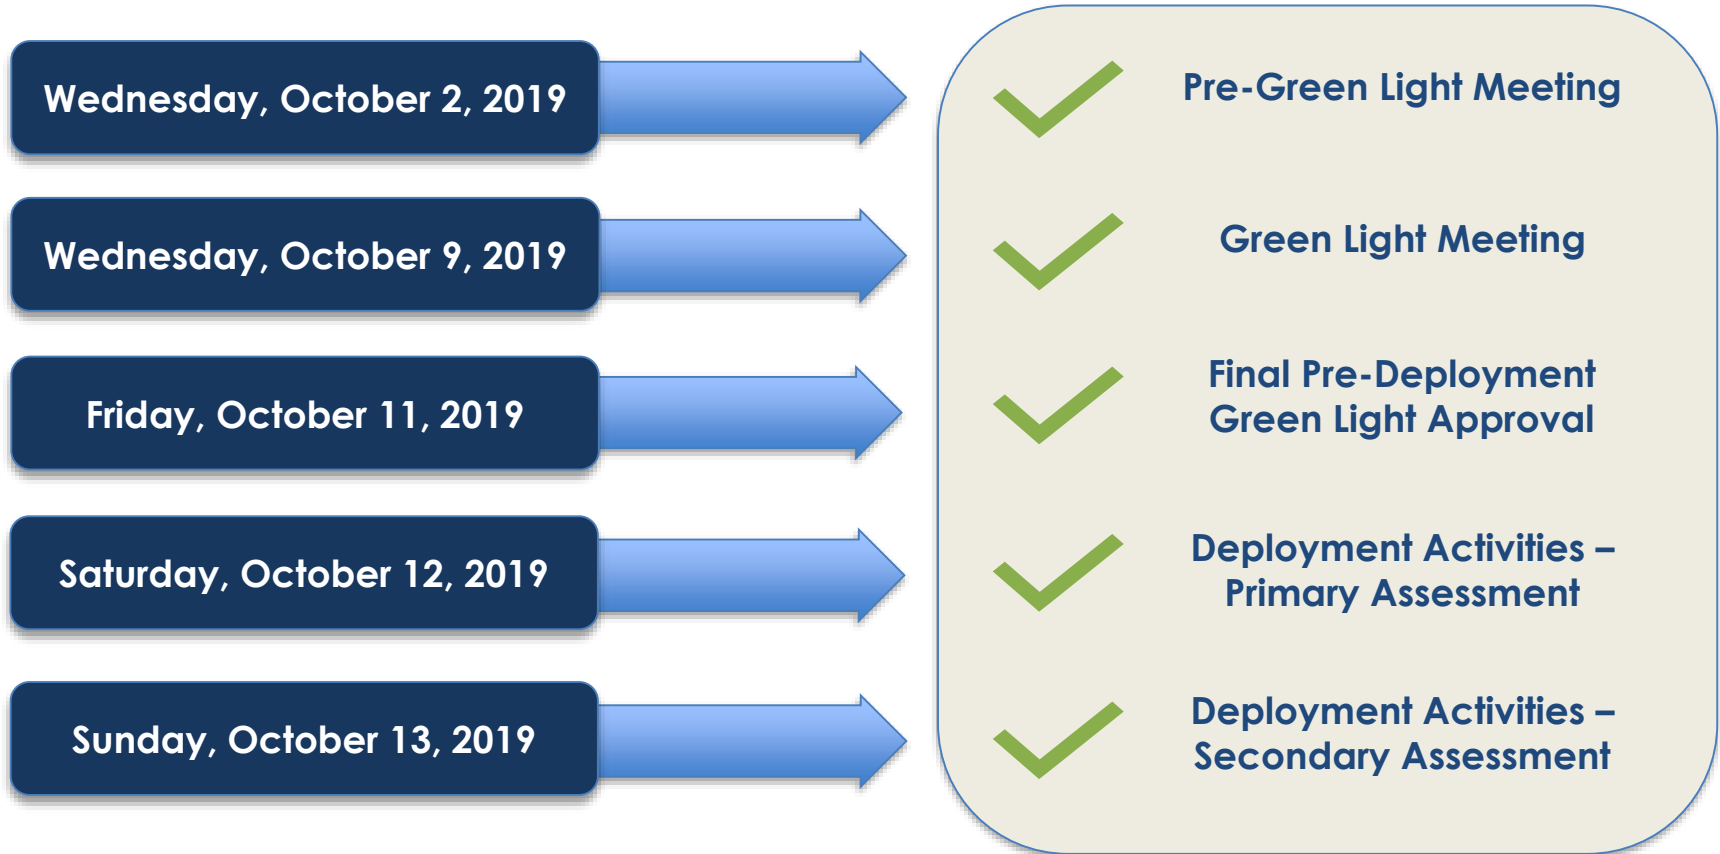 Wednesday, October 2, 2019
Pre-Green Light Meeting
Wednesday, October 9, 2019
Green Light Meeting
Friday, October 11, 2019
Final Pre-Deployment
Green Light Approval
Saturday, October 12, 2019
Deployment Activities –
Primary Assessment
Sunday, October 13, 2019
Deployment Activities –
Secondary Assessment